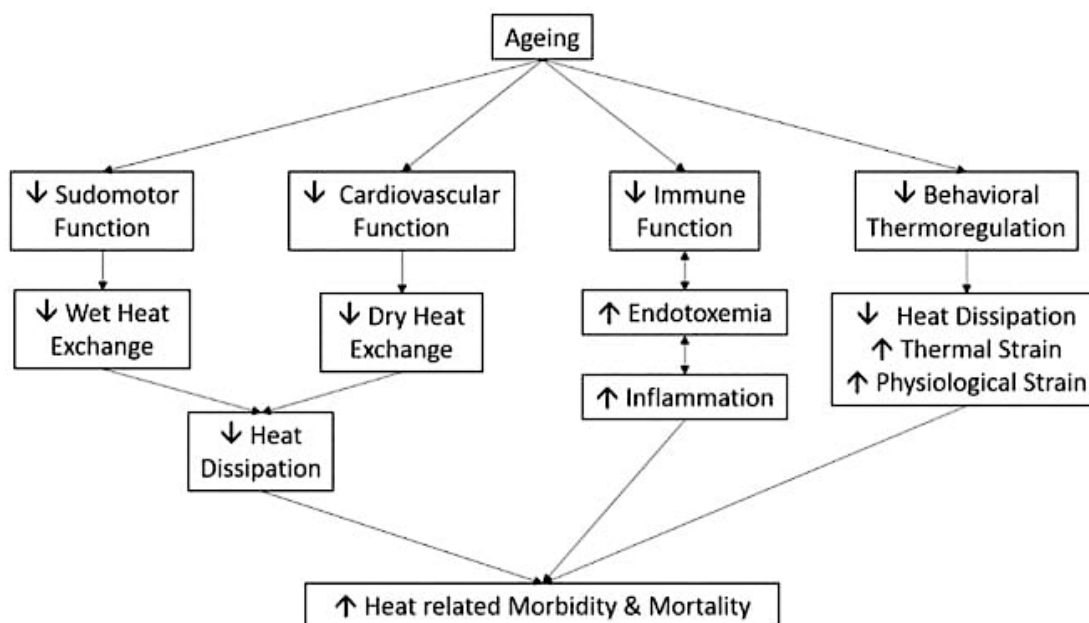 Ageing
↓ Sudomotor
Function
↓ Cardiovascular
Function
↓ Immune
Function
↓ Behavioral
Thermoregulation
↓ Wet Heat
Exchange
↓ Dry Heat
Exchange
↑ Endotoxemia
↑ Inflammation
↓ Heat Dissipation
↑ Thermal Strain
↑ Physiological Strain
↓ Heat
Dissipation
↑ Heat related Morbidity & Mortality